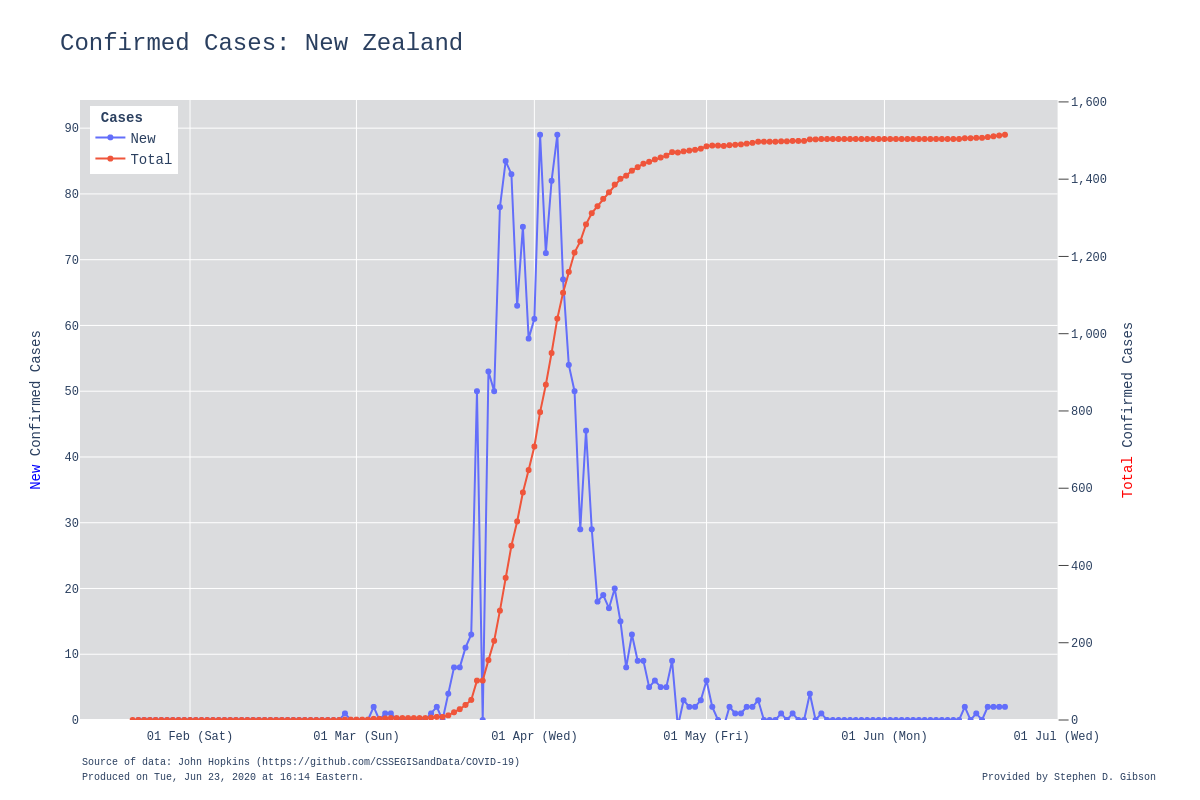 Confirmed Cases: New Zealand
Cases
New
Total
90
80
70
60
50
40
30
20
10
0
1,600
1,400
1,200
1,000
800
600
400
200
0
New Confirmed Cases
Total Confirmed Cases
01 Feb (Sat)
01 Mar (Sun)
01 Apr (Wed)
01 May (Fri)
01 Jun (Mon)
01 Jul (Wed)
Source of data: John Hopkins (https://github.com/CSSEGISandData/COVID-19)
Produced on Tue, Jun 23, 2020 at 16:14 Eastern.
Provided by Stephen D. Gibson